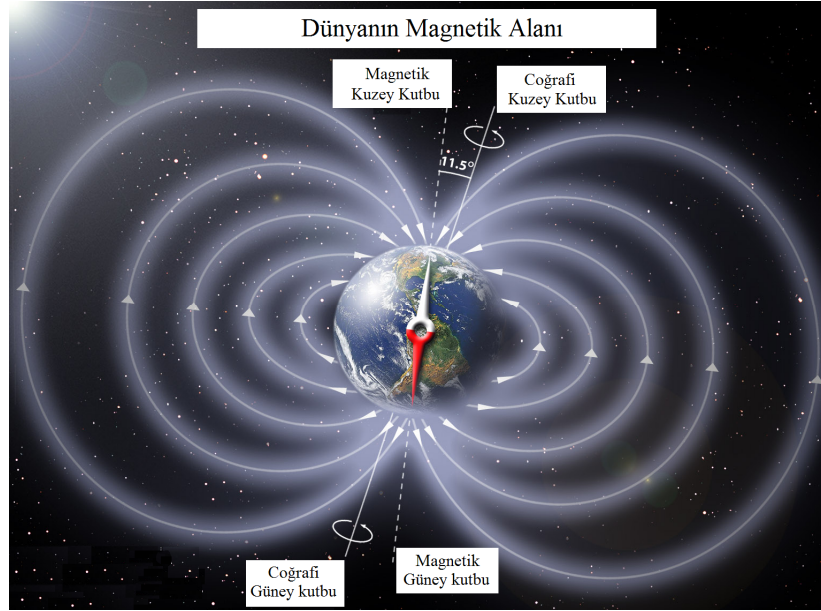 Dünyanın Magnetik Alanı
Magnetik
Kuzey Kutbu
Coğrafi
Kuzey Kutbu
11.5°
Coğrafi
Güney Kutbu
Magnetik
Güney kutbu